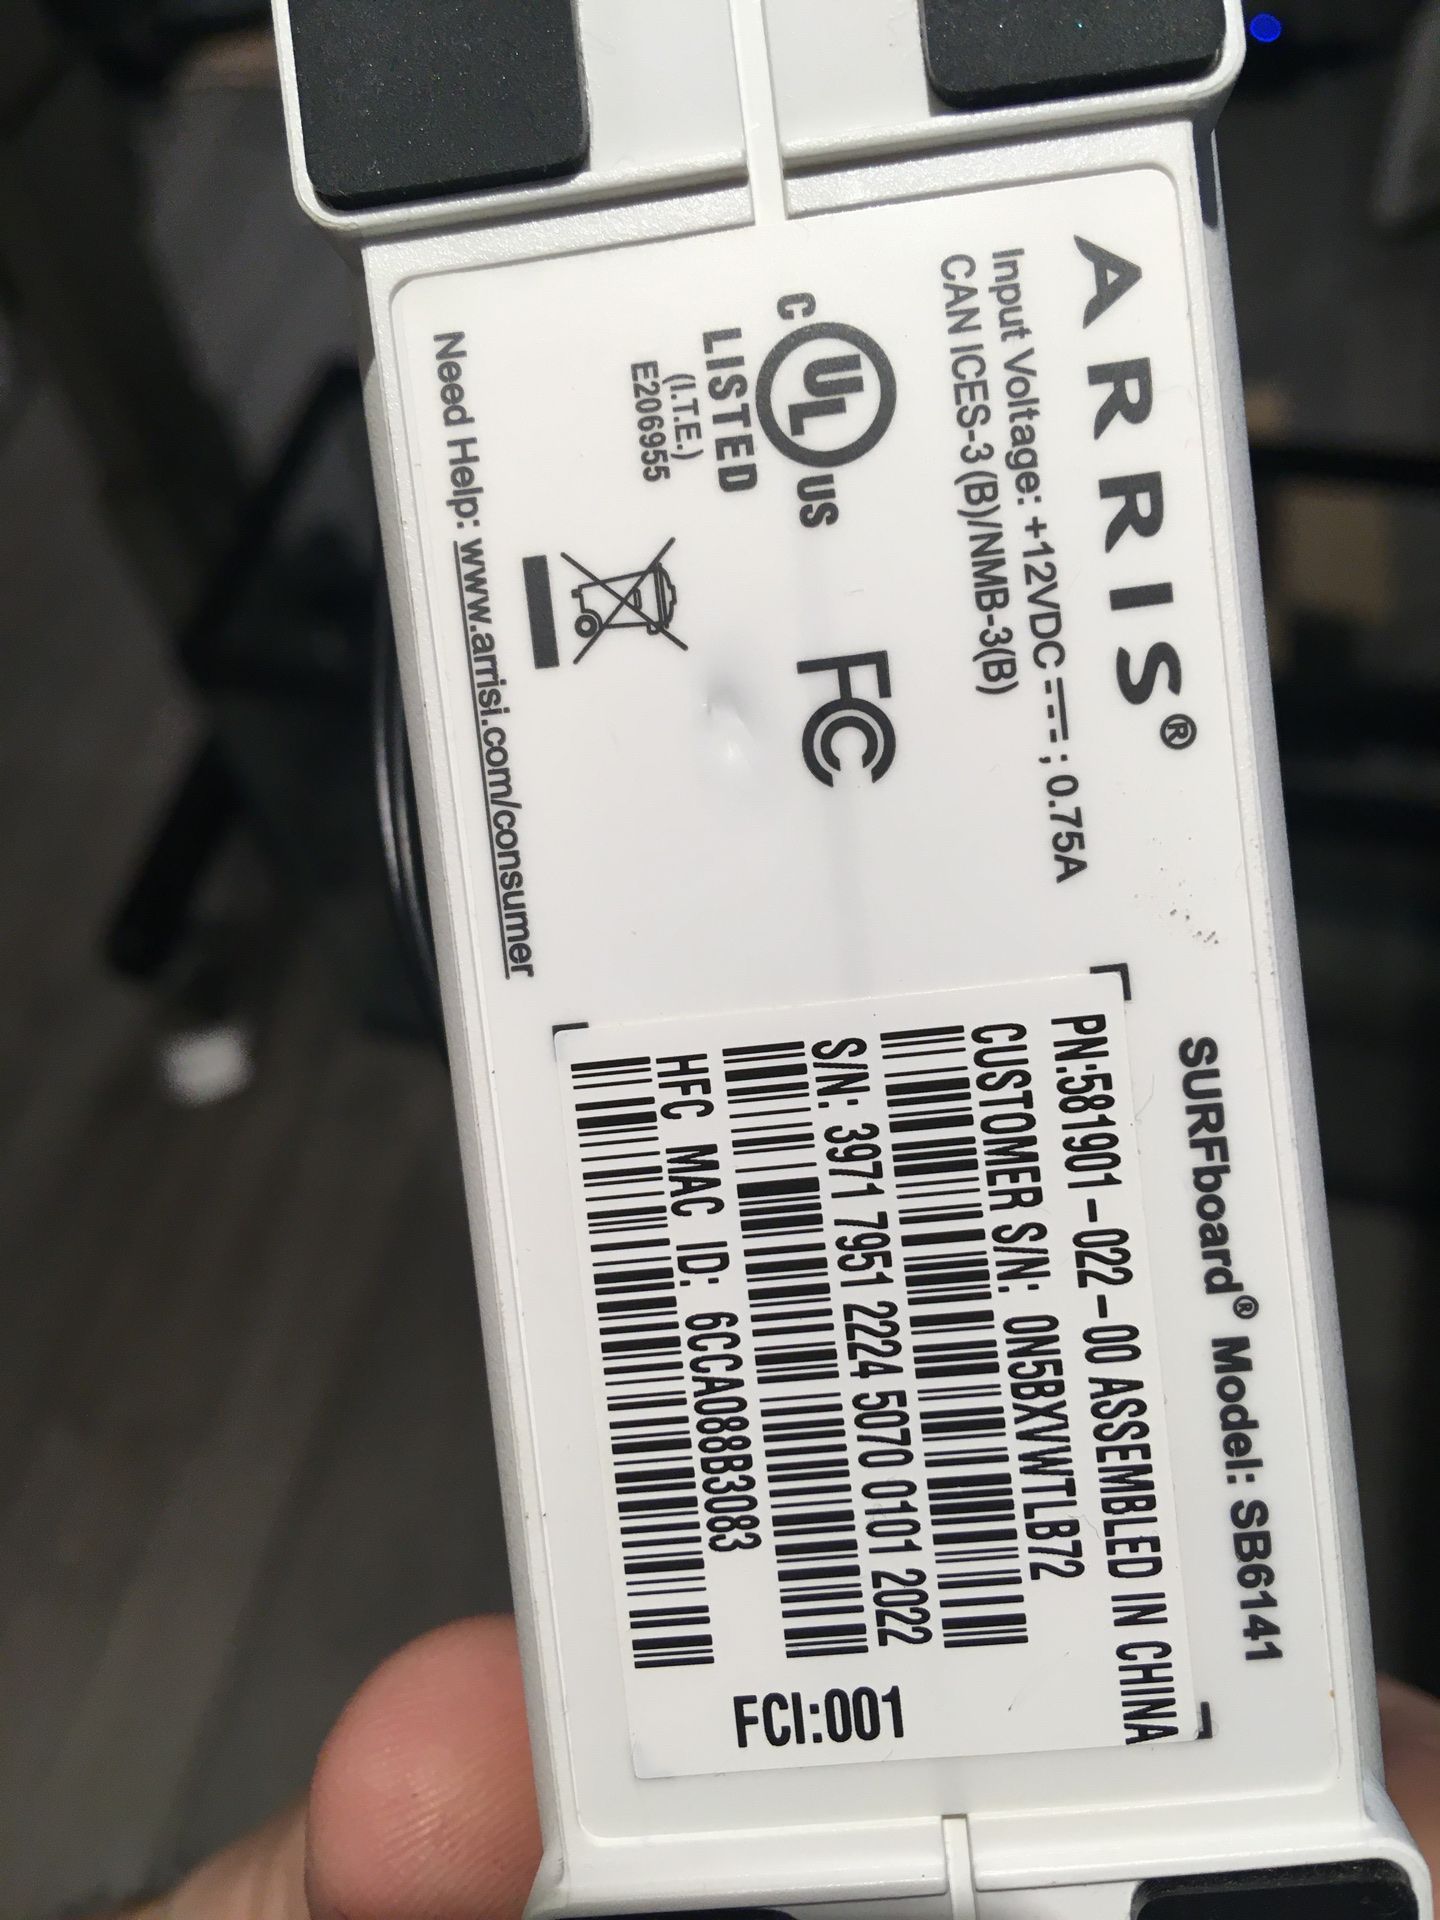 ARRIS®
SURFboard® Model: SB6141
Input Voltage: +12VDC ⎓; 0.75A
CAN ICES-3 (B)/NMB-3(B)
C UL US
LISTED
(I.T.E.)
E206955
FC
Need Help: www.arrisi.com/consumer
PN:581901-022-00 ASSEMBLED IN CHINA
CUSTOMER S/N: 0N5BXVWTLB72
S/N: 3971 7951 2224 5070 0101 2022
HFC MAC ID: 6CCA088B3083
FCI:001